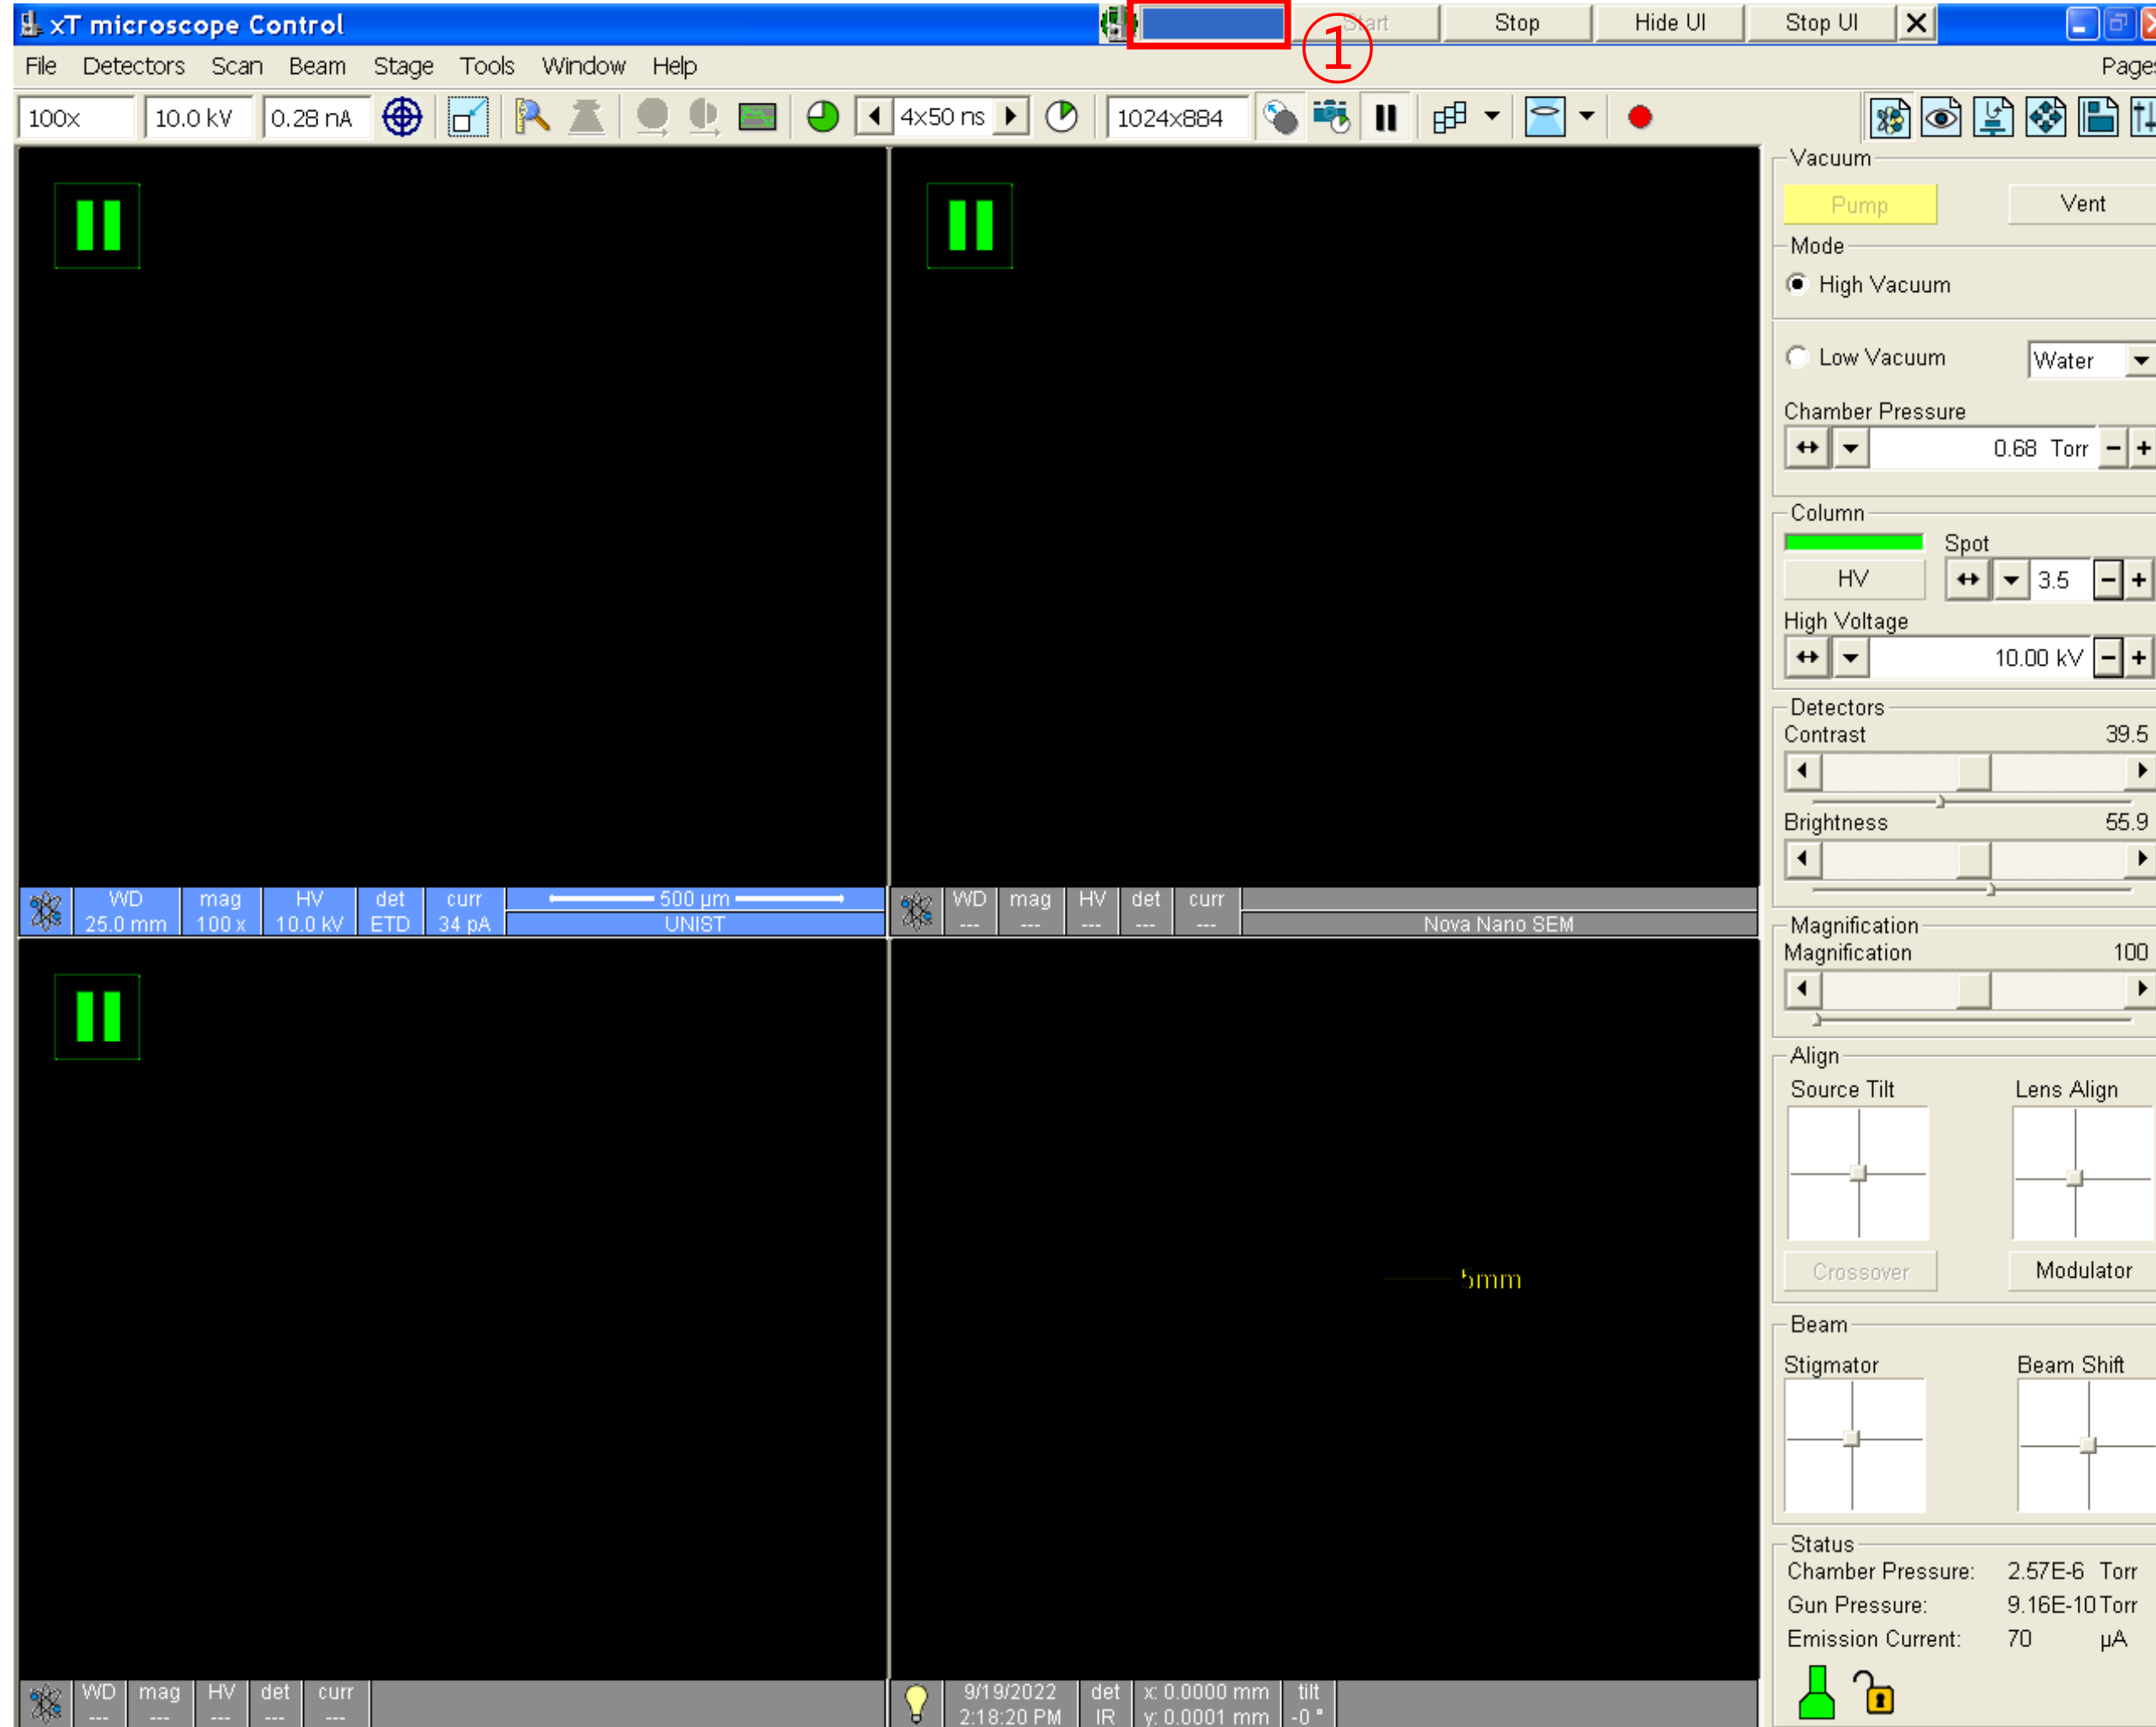 xT microscope Control
① Start Stop Hide UI Stop UI
File Detectors Scan Beam Stage Tools Window Help
Pages
100x 10.0 kV 0.28 nA 4x50 ns 1024x884
Vacuum
Pump Vent
Mode
High Vacuum
Low Vacuum Water
Chamber Pressure
0.68 Torr
Column
Spot
HV 3.5
High Voltage
10.00 kV
Detectors
Contrast 39.5
Brightness 55.9
WD mag HV det curr 500 µm
25.0 mm 100 x 10.0 kV ETD 34 pA UNIST
WD mag HV det curr
--- --- --- --- --- Nova Nano SEM
Magnification
Magnification 100
Align
Source Tilt Lens Align
Crossover Modulator
5mm
Beam
Stigmator Beam Shift
Status
Chamber Pressure: 2.57E-6 Torr
Gun Pressure: 9.16E-10 Torr
Emission Current: 70 µA
WD mag HV det curr
--- --- --- --- ---
9/19/2022 det x: 0.0000 mm tilt
2:18:20 PM IR y: 0.0001 mm -0 °